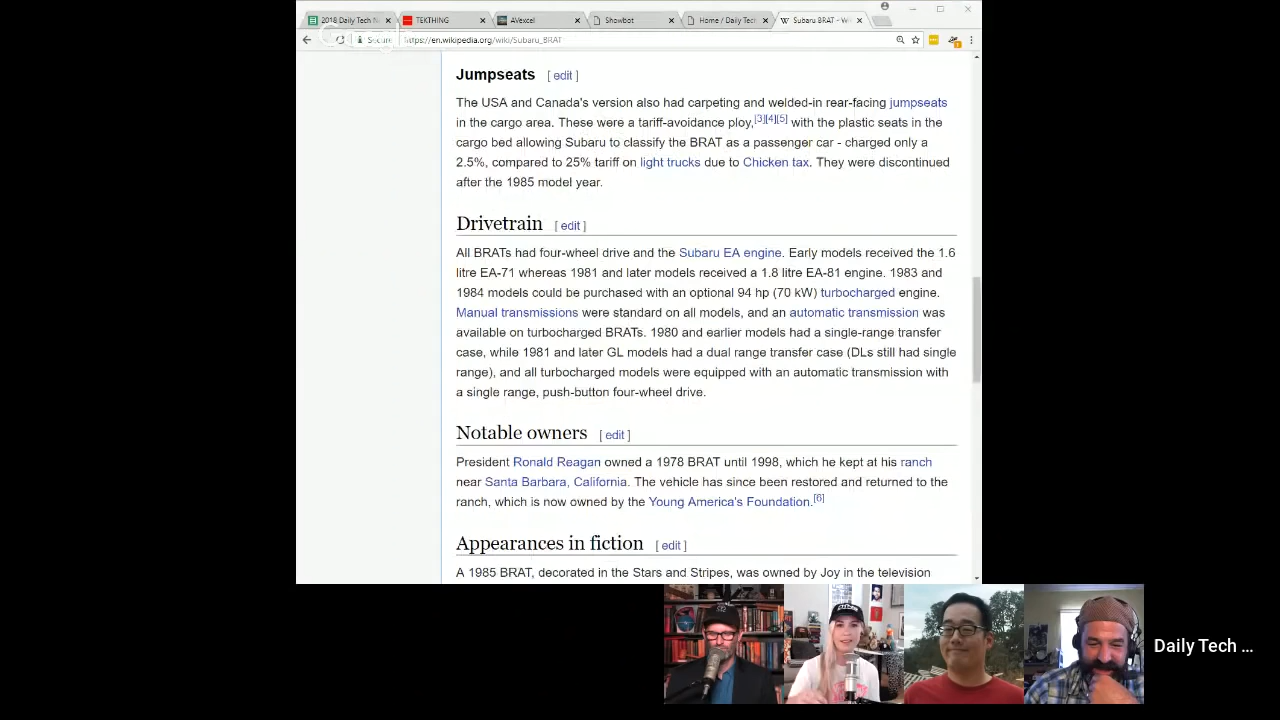 2018 Daily Tech N
TEKTHING
AVexcel
Showbot
Home / Daily Tech
Subaru BRAT - Wi
Secure
https://en.wikipedia.org/wiki/Subaru_BRAT
Jumpseats [ edit ]
The USA and Canada's version also had carpeting and welded-in rear-facing jumpseats
in the cargo area. These were a tariff-avoidance ploy,[3][4][5] with the plastic seats in the
cargo bed allowing Subaru to classify the BRAT as a passenger car - charged only a
2.5%, compared to 25% tariff on light trucks due to Chicken tax. They were discontinued
after the 1985 model year.
Drivetrain [ edit ]
All BRATs had four-wheel drive and the Subaru EA engine. Early models received the 1.6
litre EA-71 whereas 1981 and later models received a 1.8 litre EA-81 engine. 1983 and
1984 models could be purchased with an optional 94 hp (70 kW) turbocharged engine.
Manual transmissions were standard on all models, and an automatic transmission was
available on turbocharged BRATs. 1980 and earlier models had a single-range transfer
case, while 1981 and later GL models had a dual range transfer case (DLs still had single
range), and all turbocharged models were equipped with an automatic transmission with
a single range, push-button four-wheel drive.
Notable owners [ edit ]
President Ronald Reagan owned a 1978 BRAT until 1998, which he kept at his ranch
near Santa Barbara, California. The vehicle has since been restored and returned to the
ranch, which is now owned by the Young America's Foundation.[6]
Appearances in fiction [ edit ]
A 1985 BRAT, decorated in the Stars and Stripes, was owned by Joy in the television
Daily Tech ...